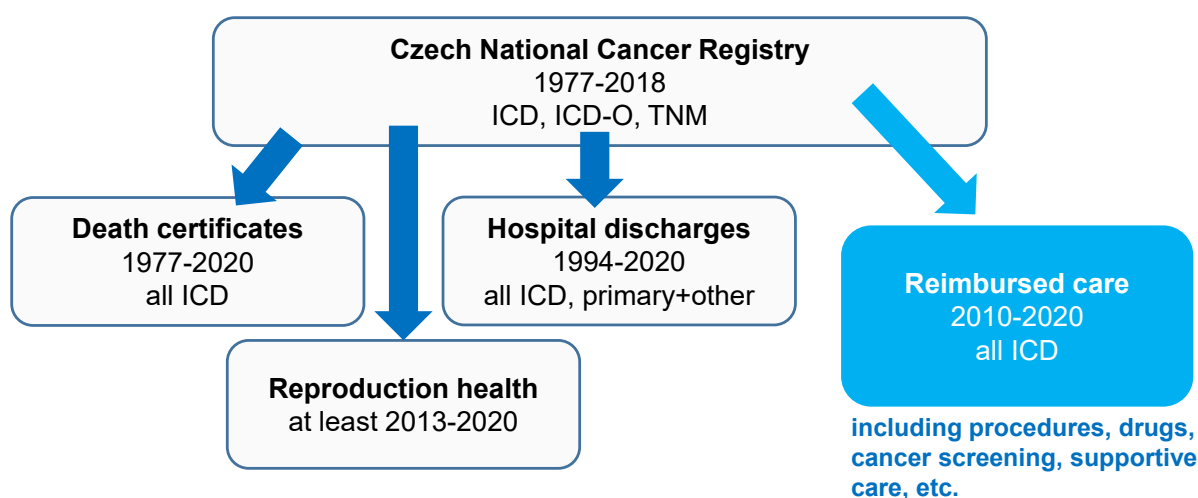 Czech National Cancer Registry
1977-2018
ICD, ICD-O, TNM
Death certificates
1977-2020
all ICD
Hospital discharges
1994-2020
all ICD, primary+other
Reimbursed care
2010-2020
all ICD
Reproduction health
at least 2013-2020
including procedures, drugs,
cancer screening, supportive
care, etc.